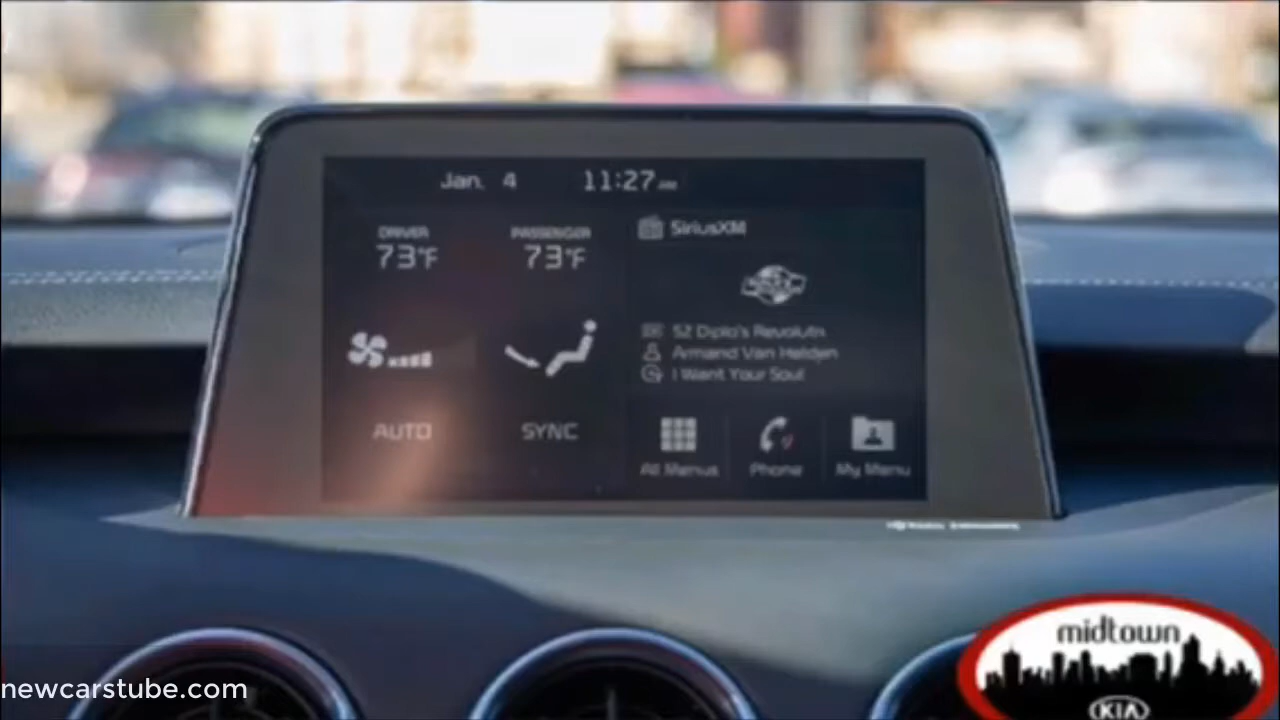 Jan. 4 11:27 AM
DRIVER PASSENGER SiriusXM
73°F 73°F
52 Diplo's Revolutn
Armand Van Helden
I Want Your Soul
AUTO SYNC
All Menus Phone My Menu
midtown
KIA
newcarstube.com